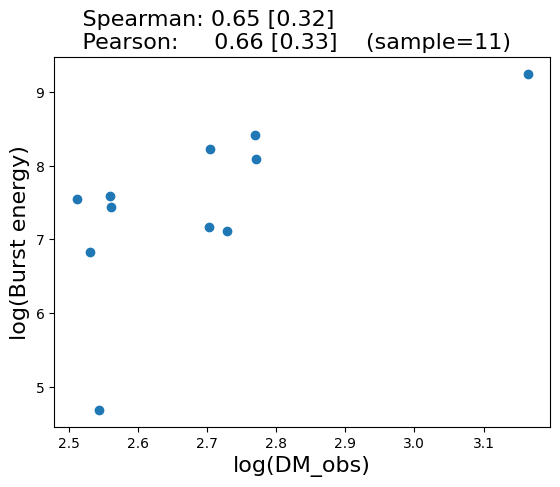 Spearman: 0.65 [0.32]
Pearson: 0.66 [0.33] (sample=11)
9
8
7
6
5
log(Burst energy)
2.5 2.6 2.7 2.8 2.9 3.0 3.1
log(DM_obs)